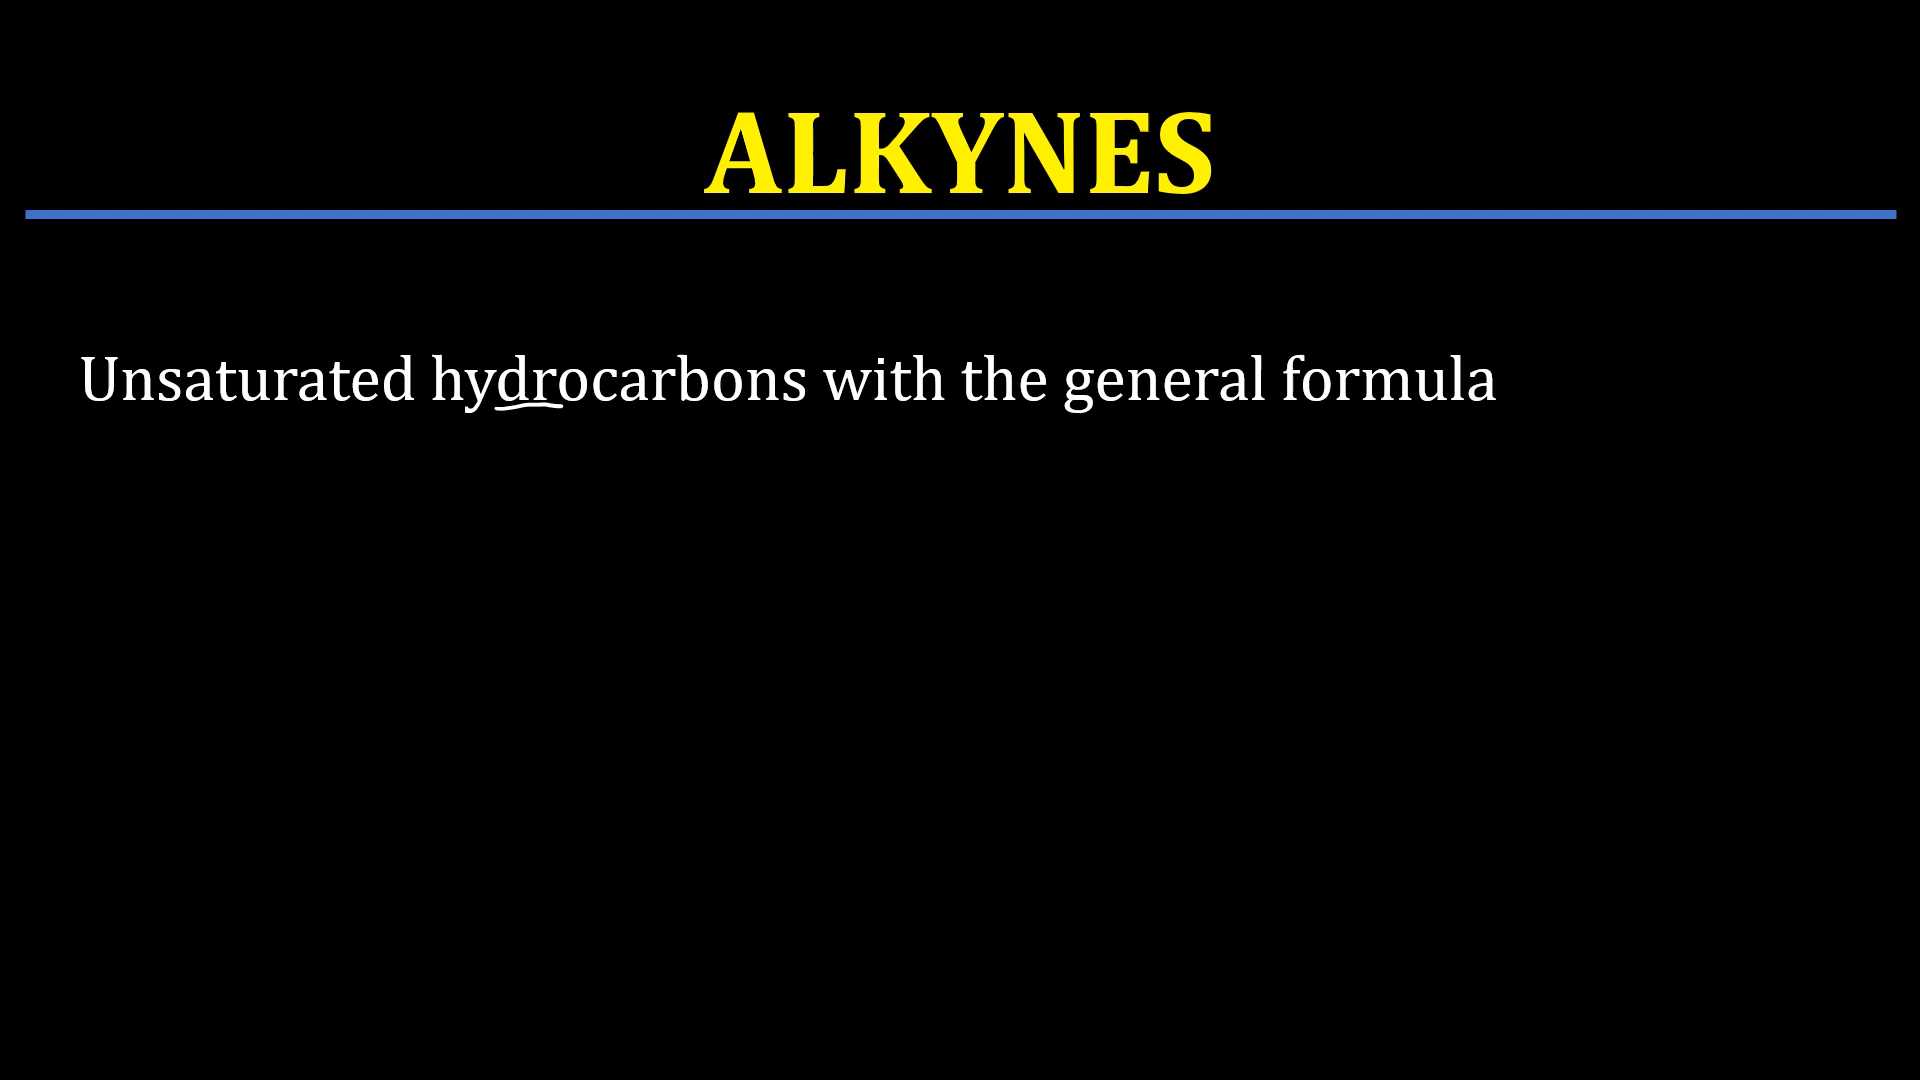 ALKYNES
Unsaturated hydrocarbons with the general formula